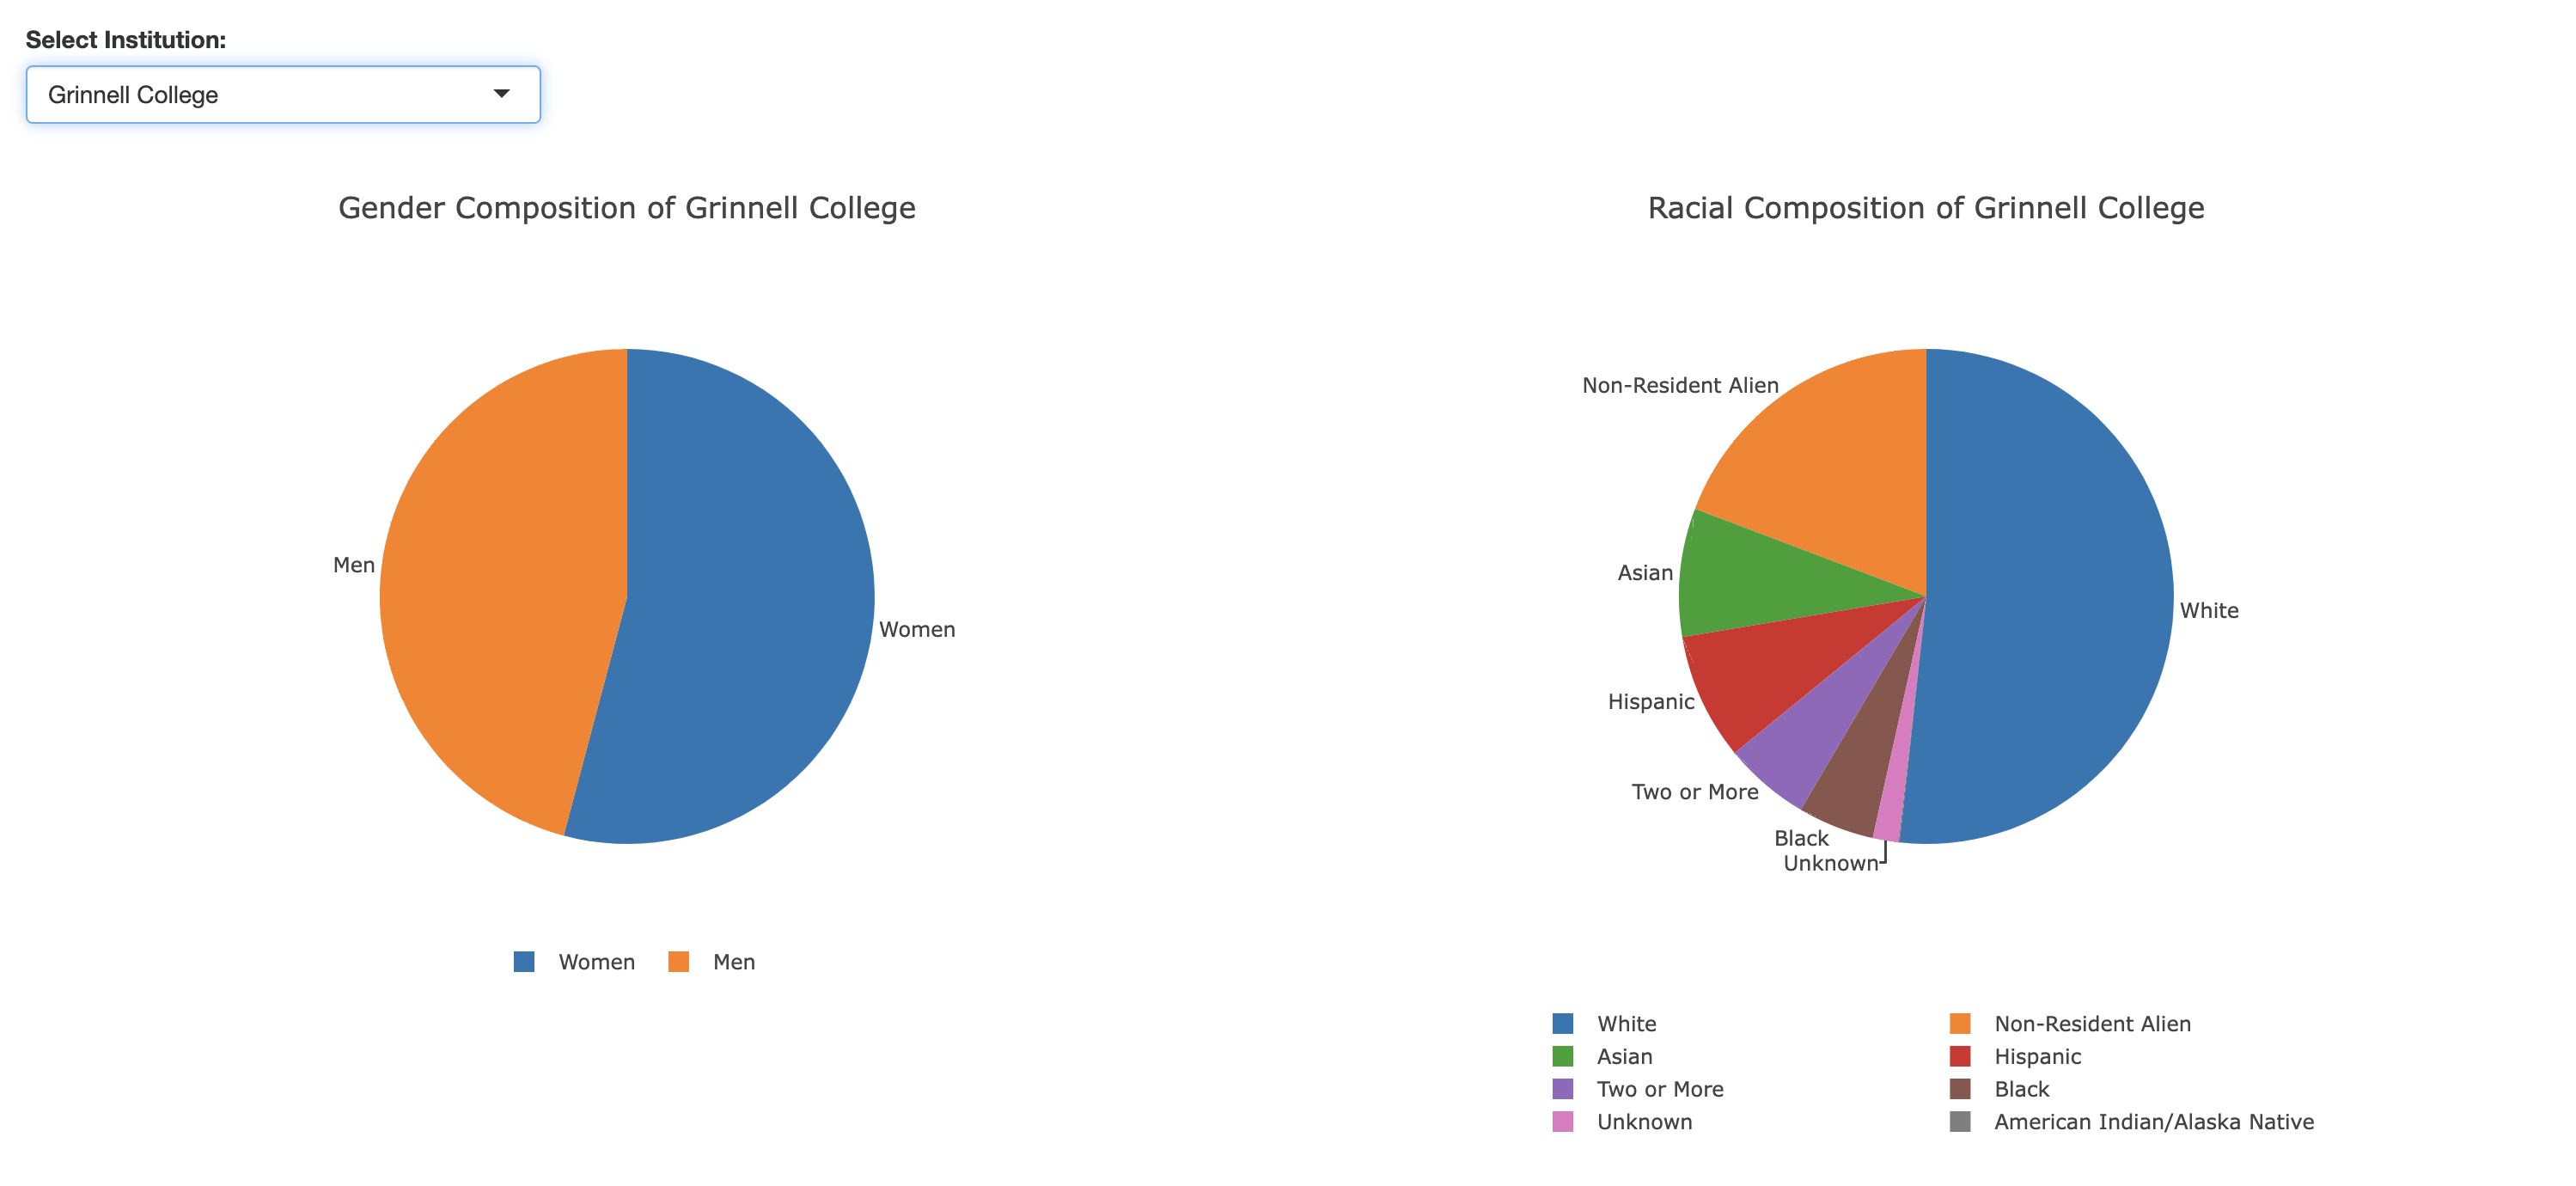 Select Institution:
Grinnell College
Gender Composition of Grinnell College
Men
Women
Women
Men
Racial Composition of Grinnell College
Non-Resident Alien
Asian
White
Hispanic
Two or More
Black
Unknown
White
Non-Resident Alien
Asian
Hispanic
Two or More
Black
Unknown
American Indian/Alaska Native